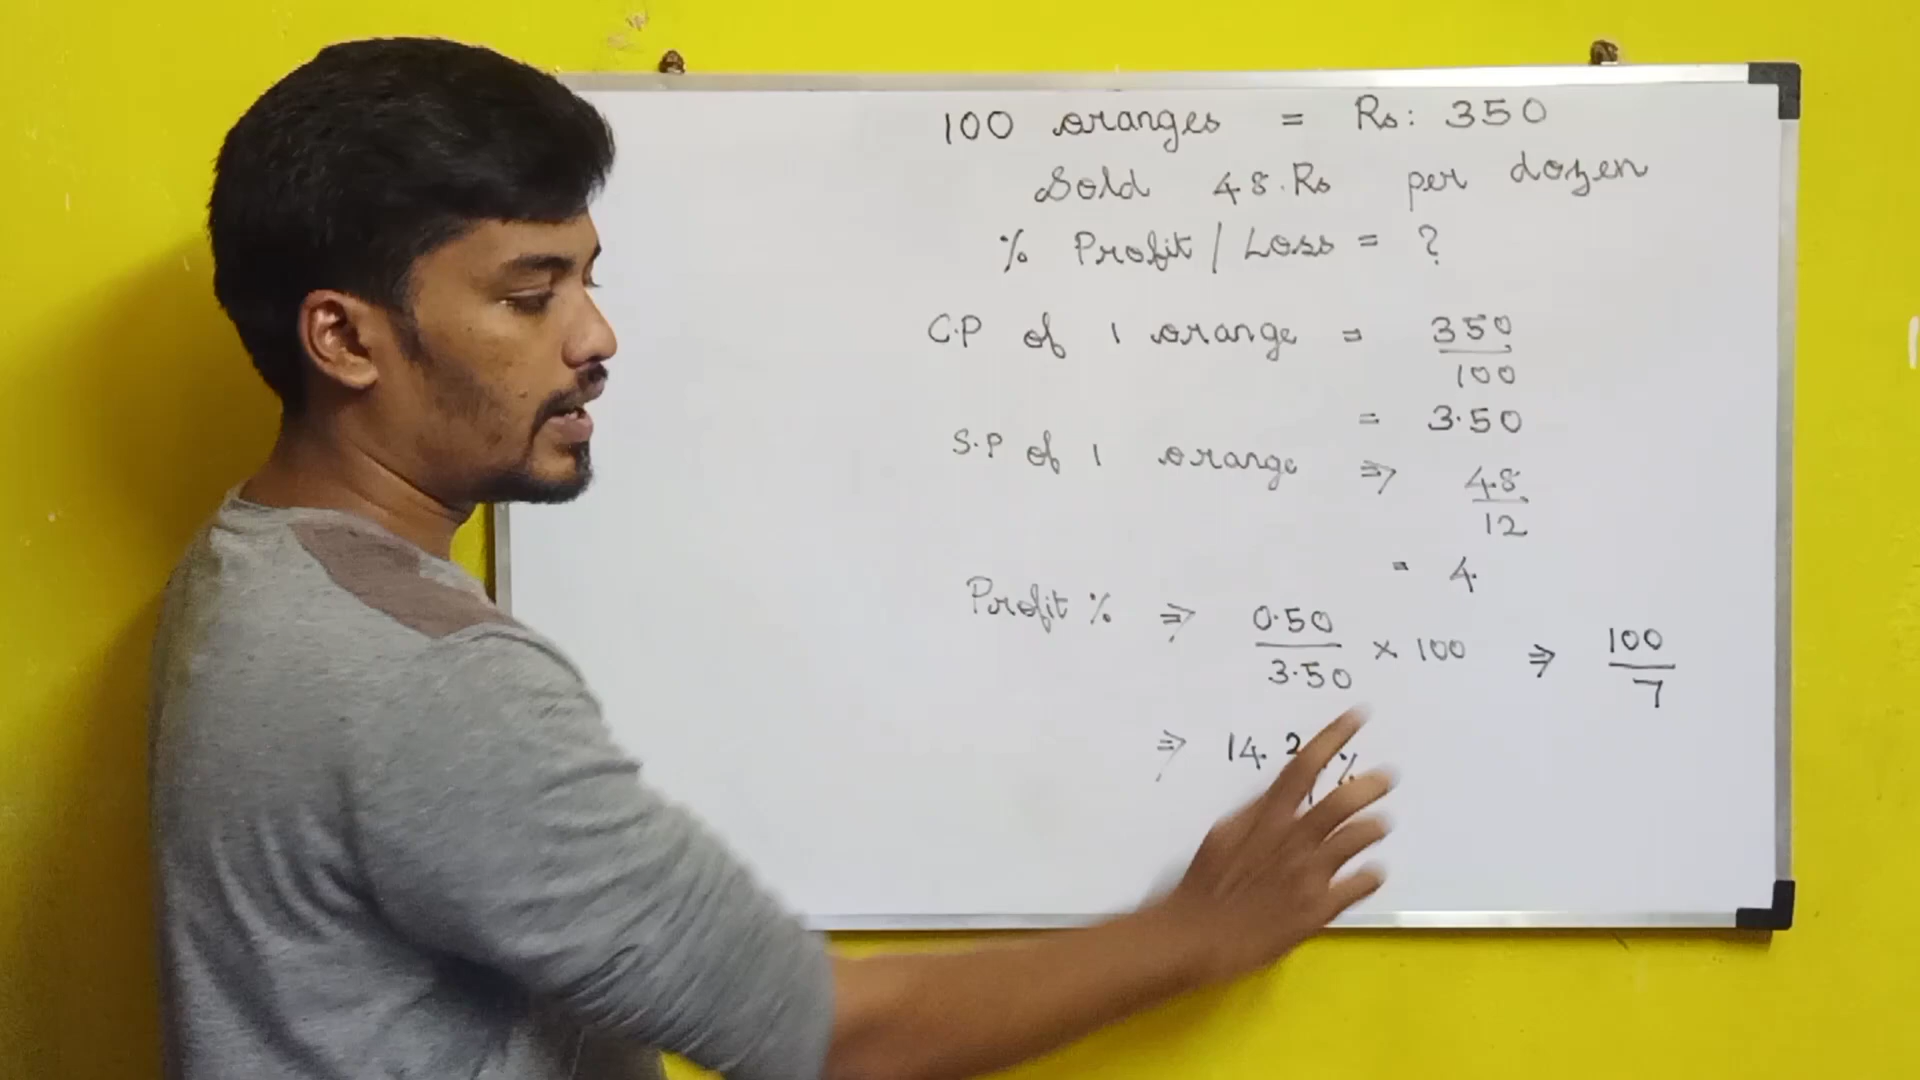 100 oranges = Rs: 350
Sold 48.Rs per dozen
% Profit / Loss = ?
C.P of 1 orange = 350/100
= 3.50
S.P of 1 orange ⇒ 48/12
= 4.
Profit % ⇒ 0.50/3.50 × 100 ⇒ 100/7
⇒ 14.2 %